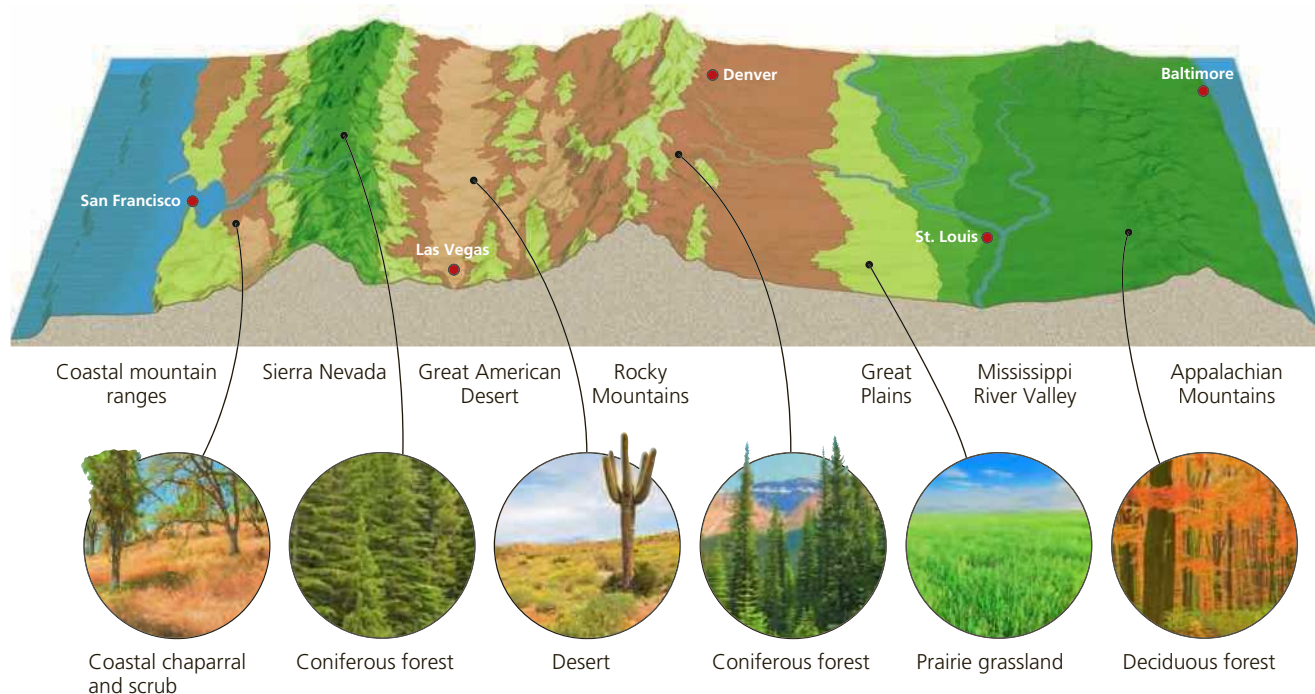 Denver
Baltimore
San Francisco
Las Vegas
St. Louis
Coastal mountain
ranges
Sierra Nevada
Great American
Desert
Rocky
Mountains
Great
Plains
Mississippi
River Valley
Appalachian
Mountains
Coastal chaparral
and scrub
Coniferous forest
Desert
Coniferous forest
Prairie grassland
Deciduous forest